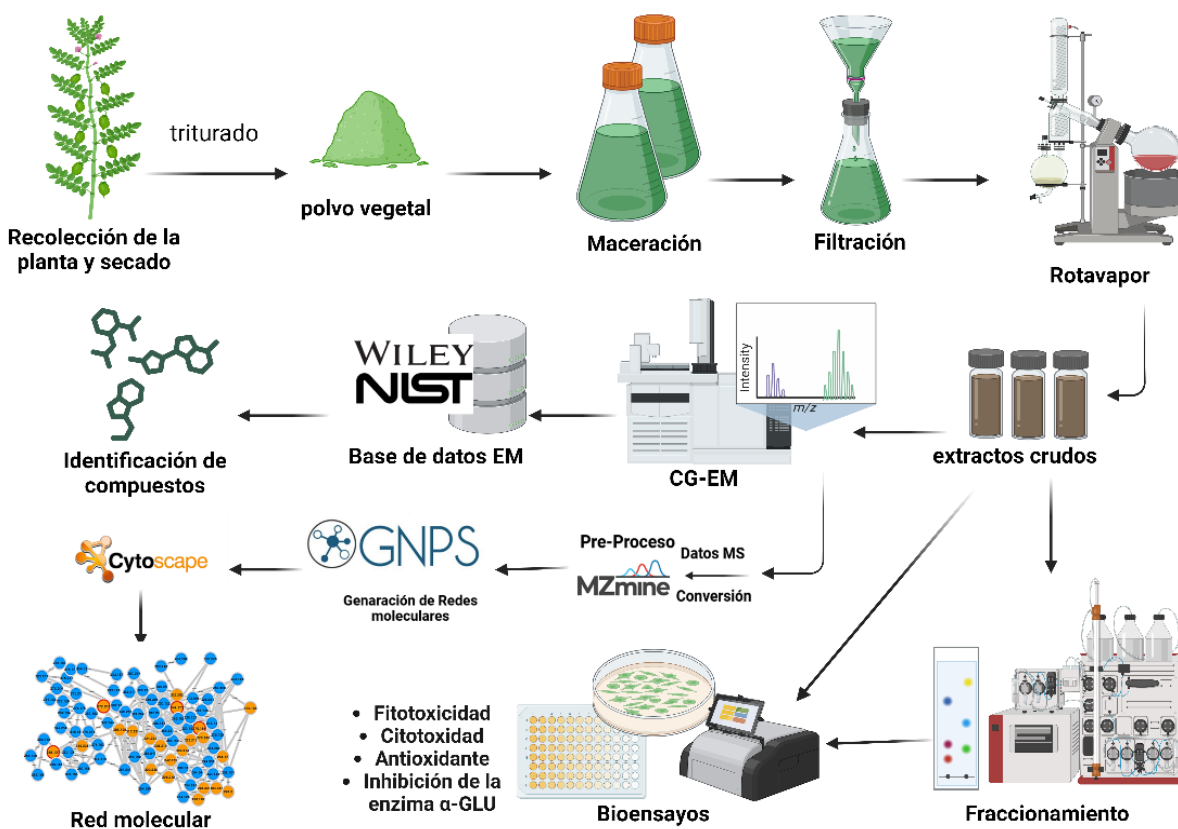 triturado
polvo vegetal
Recolección de la
planta y secado
Maceración
Filtración
Rotavapor
WILEY
NIST
Intensity
m/z
Identificación de
compuestos
Base de datos EM
CG-EM
extractos crudos
Cytoscape
GNPS
Genaración de Redes
moleculares
Pre-Proceso
MZmine
Datos MS
Conversión
• Fitotoxicidad
• Citotoxidad
• Antioxidante
• Inhibición de la
enzima α-GLU
Red molecular
Bioensayos
Fraccionamiento